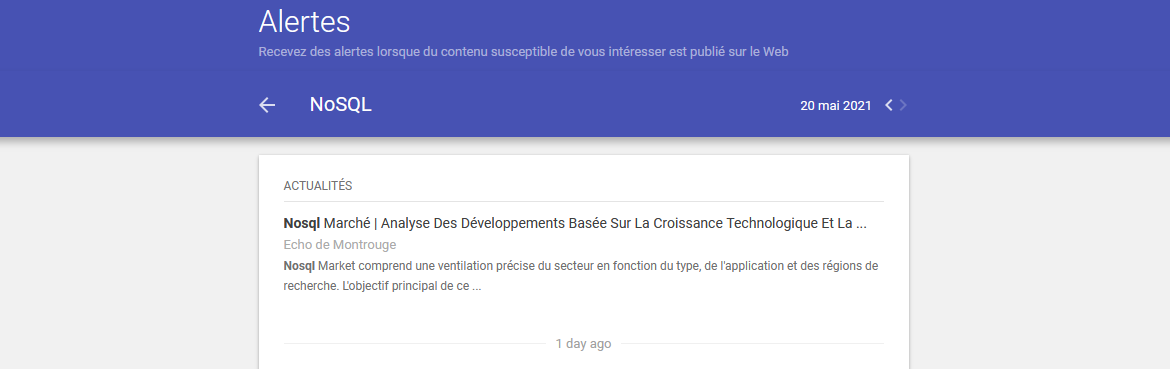 Alertes
Recevez des alertes lorsque du contenu susceptible de vous intéresser est publié sur le Web
NoSQL
20 mai 2021
ACTUALITÉS
Nosql Marché | Analyse Des Développements Basée Sur La Croissance Technologique Et La ...
Echo de Montrouge
Nosql Market comprend une ventilation précise du secteur en fonction du type, de l'application et des régions de
recherche. L'objectif principal de ce ...
1 day ago